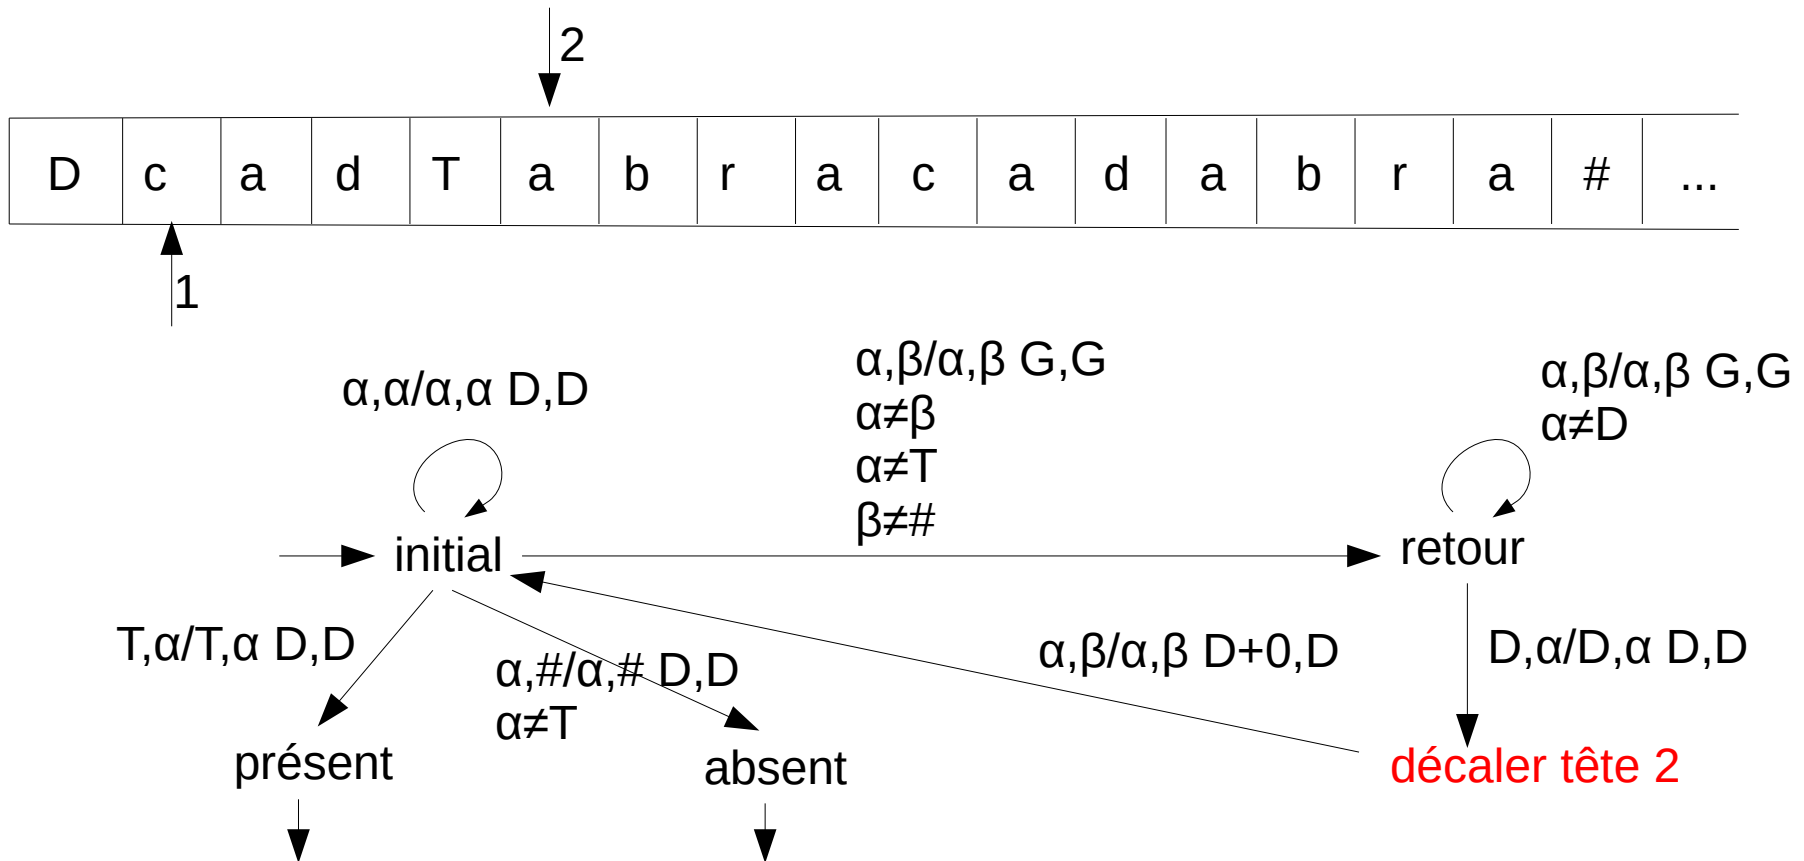 2
D c a d T a b r a c a d a b r a # ...
1
α,α/α,α D,D
α,β/α,β G,G
α≠β
α≠T
β≠#
α,β/α,β G,G
α≠D
initial
retour
T,α/T,α D,D
α,#/α,# D,D
α≠T
α,β/α,β D+0,D
D,α/D,α D,D
présent
absent
décaler tête 2